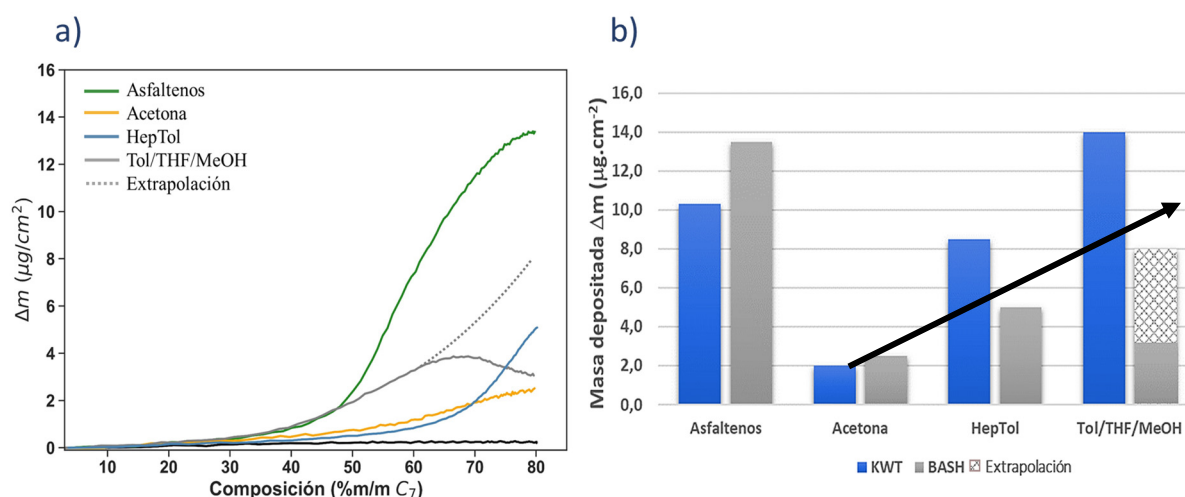 a)
16
14
12
10
8
6
4
2
0
Δm (μg/cm²)
Asfaltenos
Acetona
HepTol
Tol/THF/MeOH
Extrapolación
10 20 30 40 50 60 70 80
Composición (%m/m C₇)
b)
Masa depositada Δm (μg.cm⁻²)
16,0
14,0
12,0
10,0
8,0
6,0
4,0
2,0
0,0
Asfaltenos Acetona HepTol Tol/THF/MeOH
KWT BASH Extrapolación